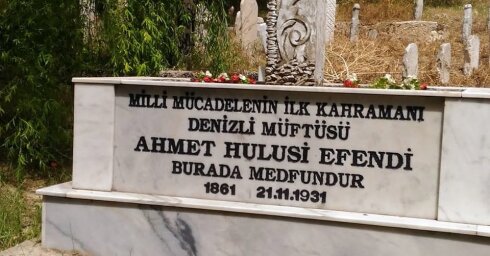 MİLLİ MÜCADELENİN İLK KAHRAMANI
DENİZLİ MÜFTÜSÜ
AHMET HULUSİ EFENDİ
BURADA MEDFUNDUR
1861 21.11.1931